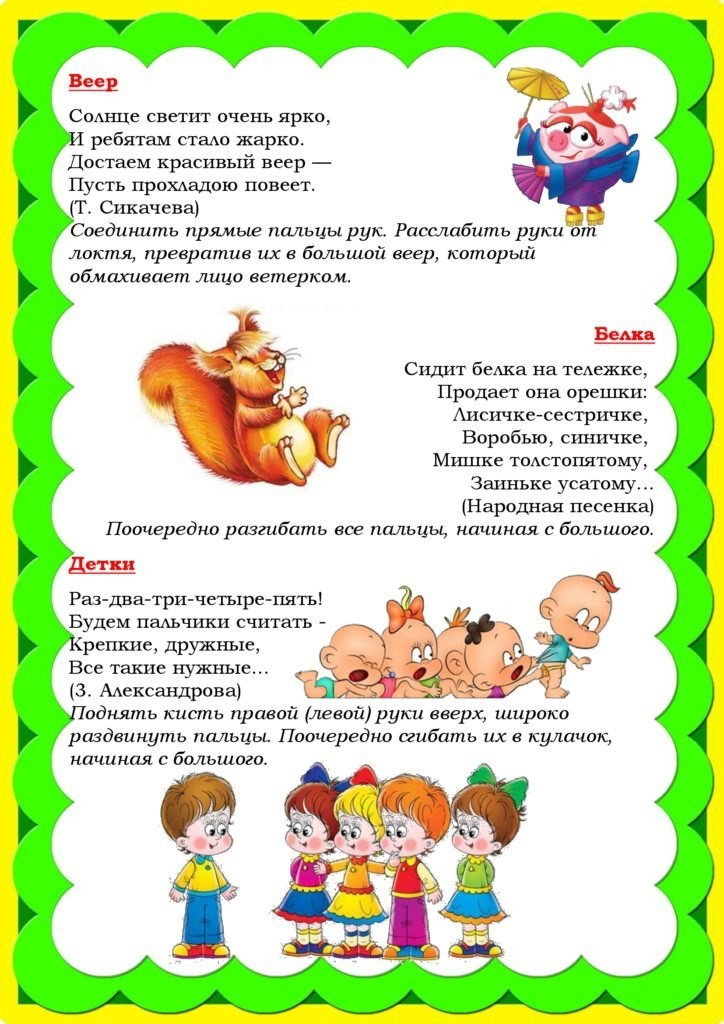 Веер
Солнце светит очень ярко,
И ребятам стало жарко.
Достаем красивый веер —
Пусть прохладою повеет.
(Т. Сикачева)
Соединить прямые пальцы рук. Расслабить руки от
локтя, превратив их в большой веер, который
обмахивает лицо ветерком.
Белка
Сидит белка на тележке,
Продает она орешки:
Лисичке-сестричке,
Воробью, синичке,
Мишке толстопятому,
Заиньке усатому…
(Народная песенка)
Поочередно разгибать все пальцы, начиная с большого.
Детки
Раз-два-три-четыре-пять!
Будем пальчики считать -
Крепкие, дружные,
Все такие нужные…
(З. Александрова)
Поднять кисть правой (левой) руки вверх, широко
раздвинуть пальцы. Поочередно сгибать их в кулачок,
начиная с большого.